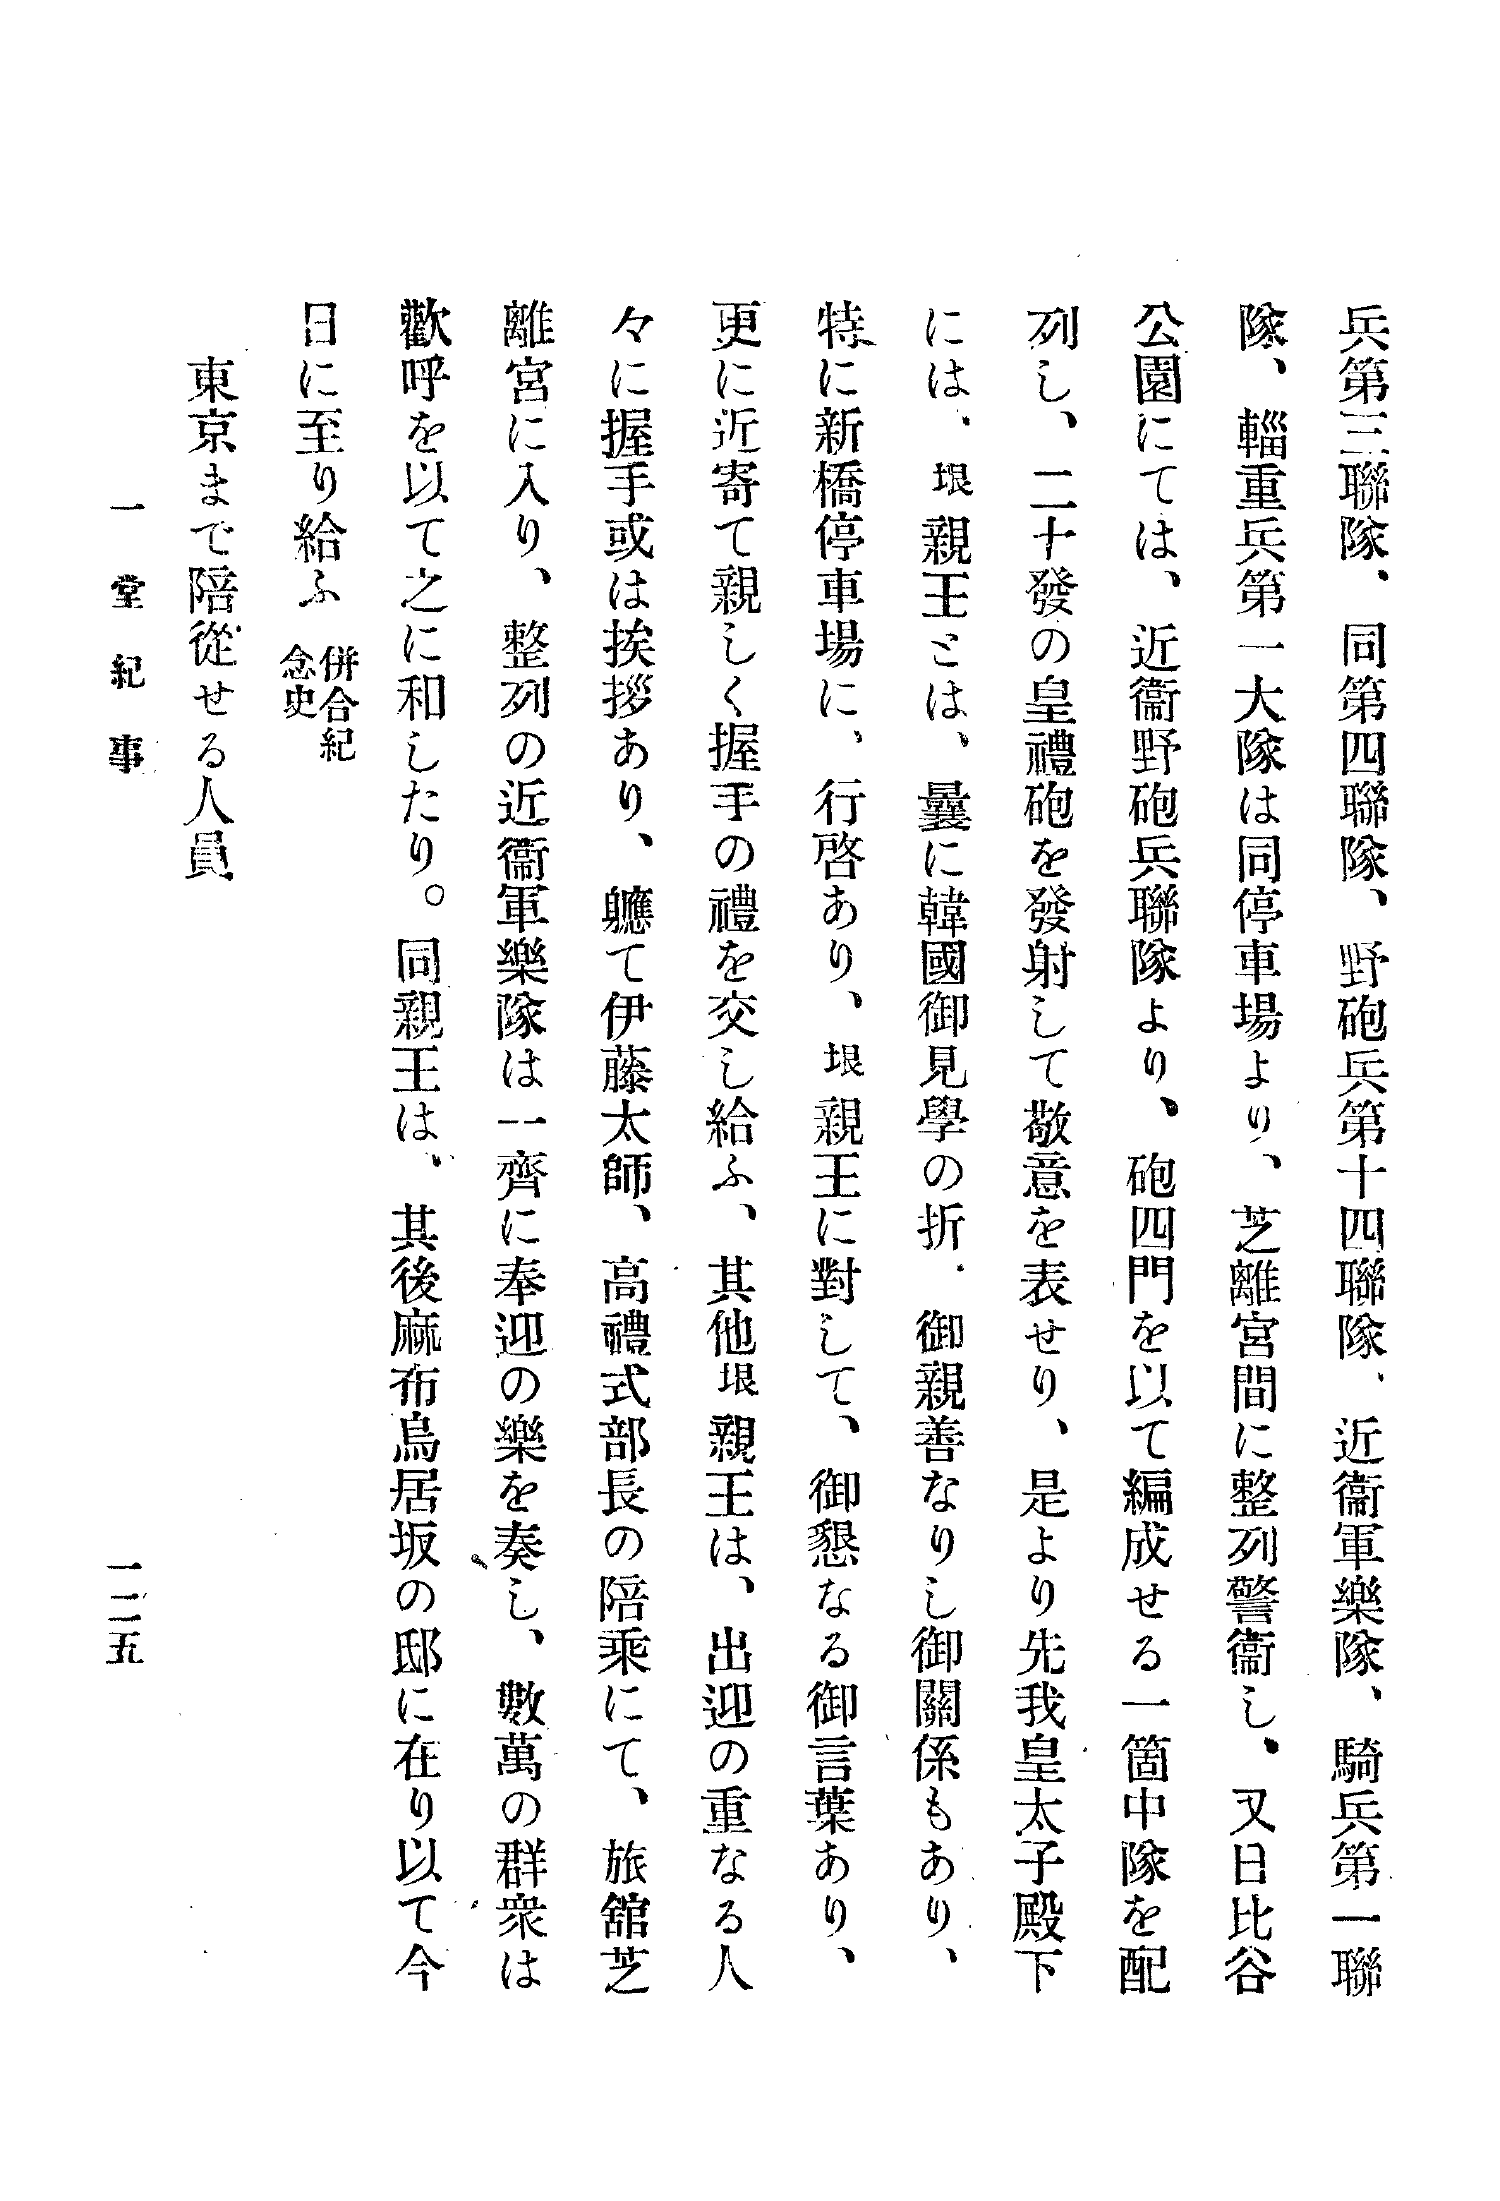 兵第三聯隊、同第四聯隊、野砲兵第十四聯隊、近衞軍樂隊、騎兵第一聯
隊、輜重兵第一大隊は同停車場より、芝離宮間に整列警衞し、又日比谷
公園にては、近衞野砲兵聯隊より、砲四門を以て編成せる一箇中隊を配
列し、二十發の皇禮砲を發射して敬意を表せり、是より先我皇太子殿下
には、垠親王とは、曩に韓國御見學の折、御親善なりし御關係もあり、
特に新橋停車場に、行啓あり、垠親王に對して、御懇なる御言葉あり、
更に近寄て親しく握手の禮を交し給ふ、其他垠親王は、出迎の重なる人
々に握手或は挨拶あり、軈て伊藤太師、高禮式部長の陪乘にて、旅舘芝
離宮に入り、整列の近衞軍樂隊は一齊に奉迎の樂を奏し、數萬の群衆は
歡呼を以て之に和したり。同親王は、其後麻布鳥居坂の邸に在り以て今
日に至り給ふ 併合紀念史
東京まで陪從せる人員
一堂紀事
一二五